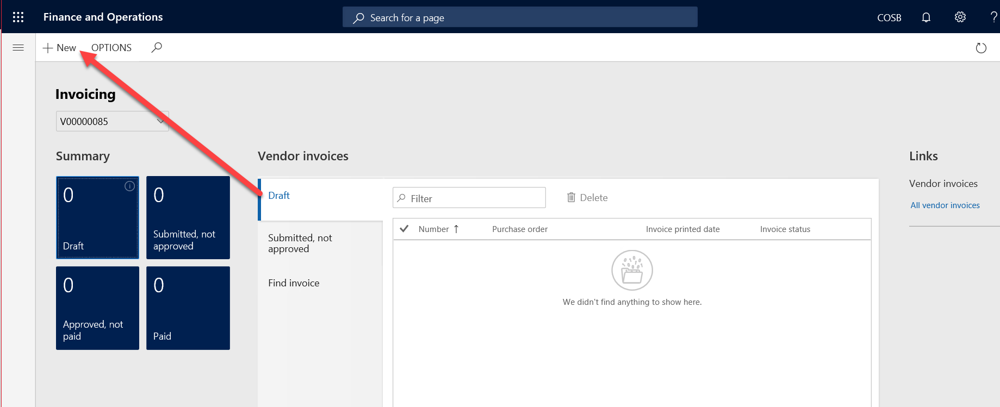 Finance and Operations
Search for a page
COSB
?
New
OPTIONS
Invoicing
V00000085
Summary
Vendor invoices
Links
0
Draft
0
Submitted, not
approved
0
Approved, not
paid
0
Paid
Draft
Submitted, not
approved
Find invoice
Filter
Delete
Number
Purchase order
Invoice printed date
Invoice status
We didn't find anything to show here.
Vendor invoices
All vendor invoices